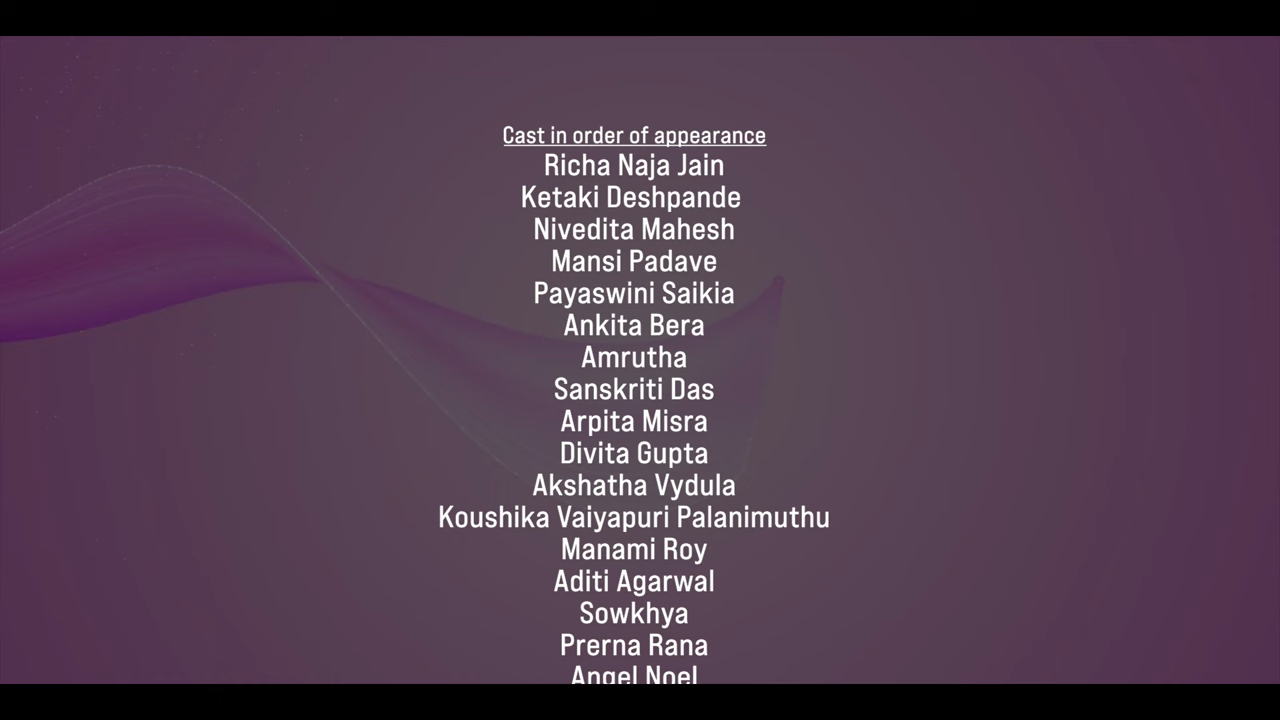 Cast in order of appearance
Richa Naja Jain
Ketaki Deshpande
Nivedita Mahesh
Mansi Padave
Payaswini Saikia
Ankita Bera
Amrutha
Sanskriti Das
Arpita Misra
Divita Gupta
Akshatha Vydula
Koushika Vaiyapuri Palanimuthu
Manami Roy
Aditi Agarwal
Sowkhya
Prerna Rana
Angel Noel